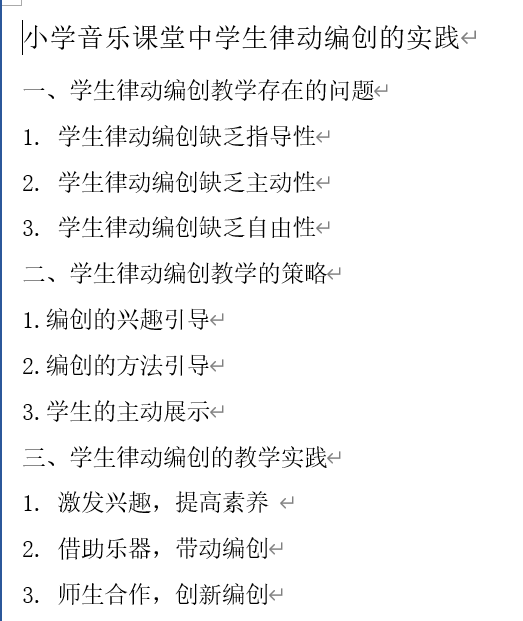 小学音乐课堂中学生律动编创的实践
一、学生律动编创教学存在的问题
1. 学生律动编创缺乏指导性
2. 学生律动编创缺乏主动性
3. 学生律动编创缺乏自由性
二、学生律动编创教学的策略
1.编创的兴趣引导
2.编创的方法引导
3.学生的主动展示
三、学生律动编创的教学实践
1. 激发兴趣，提高素养
2. 借助乐器，带动编创
3. 师生合作，创新编创